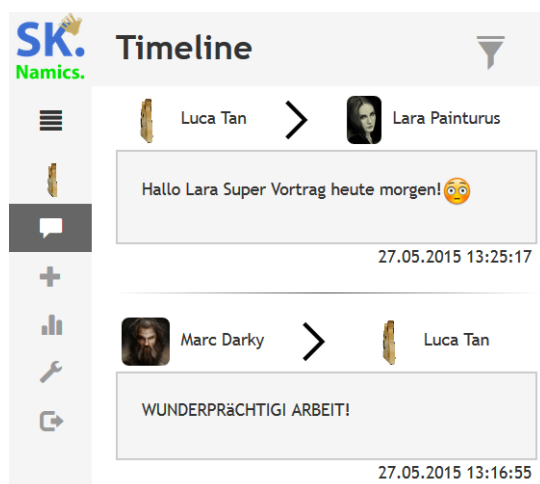 SK.
Namics.
Timeline
Luca Tan
Lara Painturus
Hallo Lara Super Vortrag heute morgen!😳
27.05.2015 13:25:17
Marc Darky
Luca Tan
WUNDERPRäCHTIGI ARBEIT!
27.05.2015 13:16:55